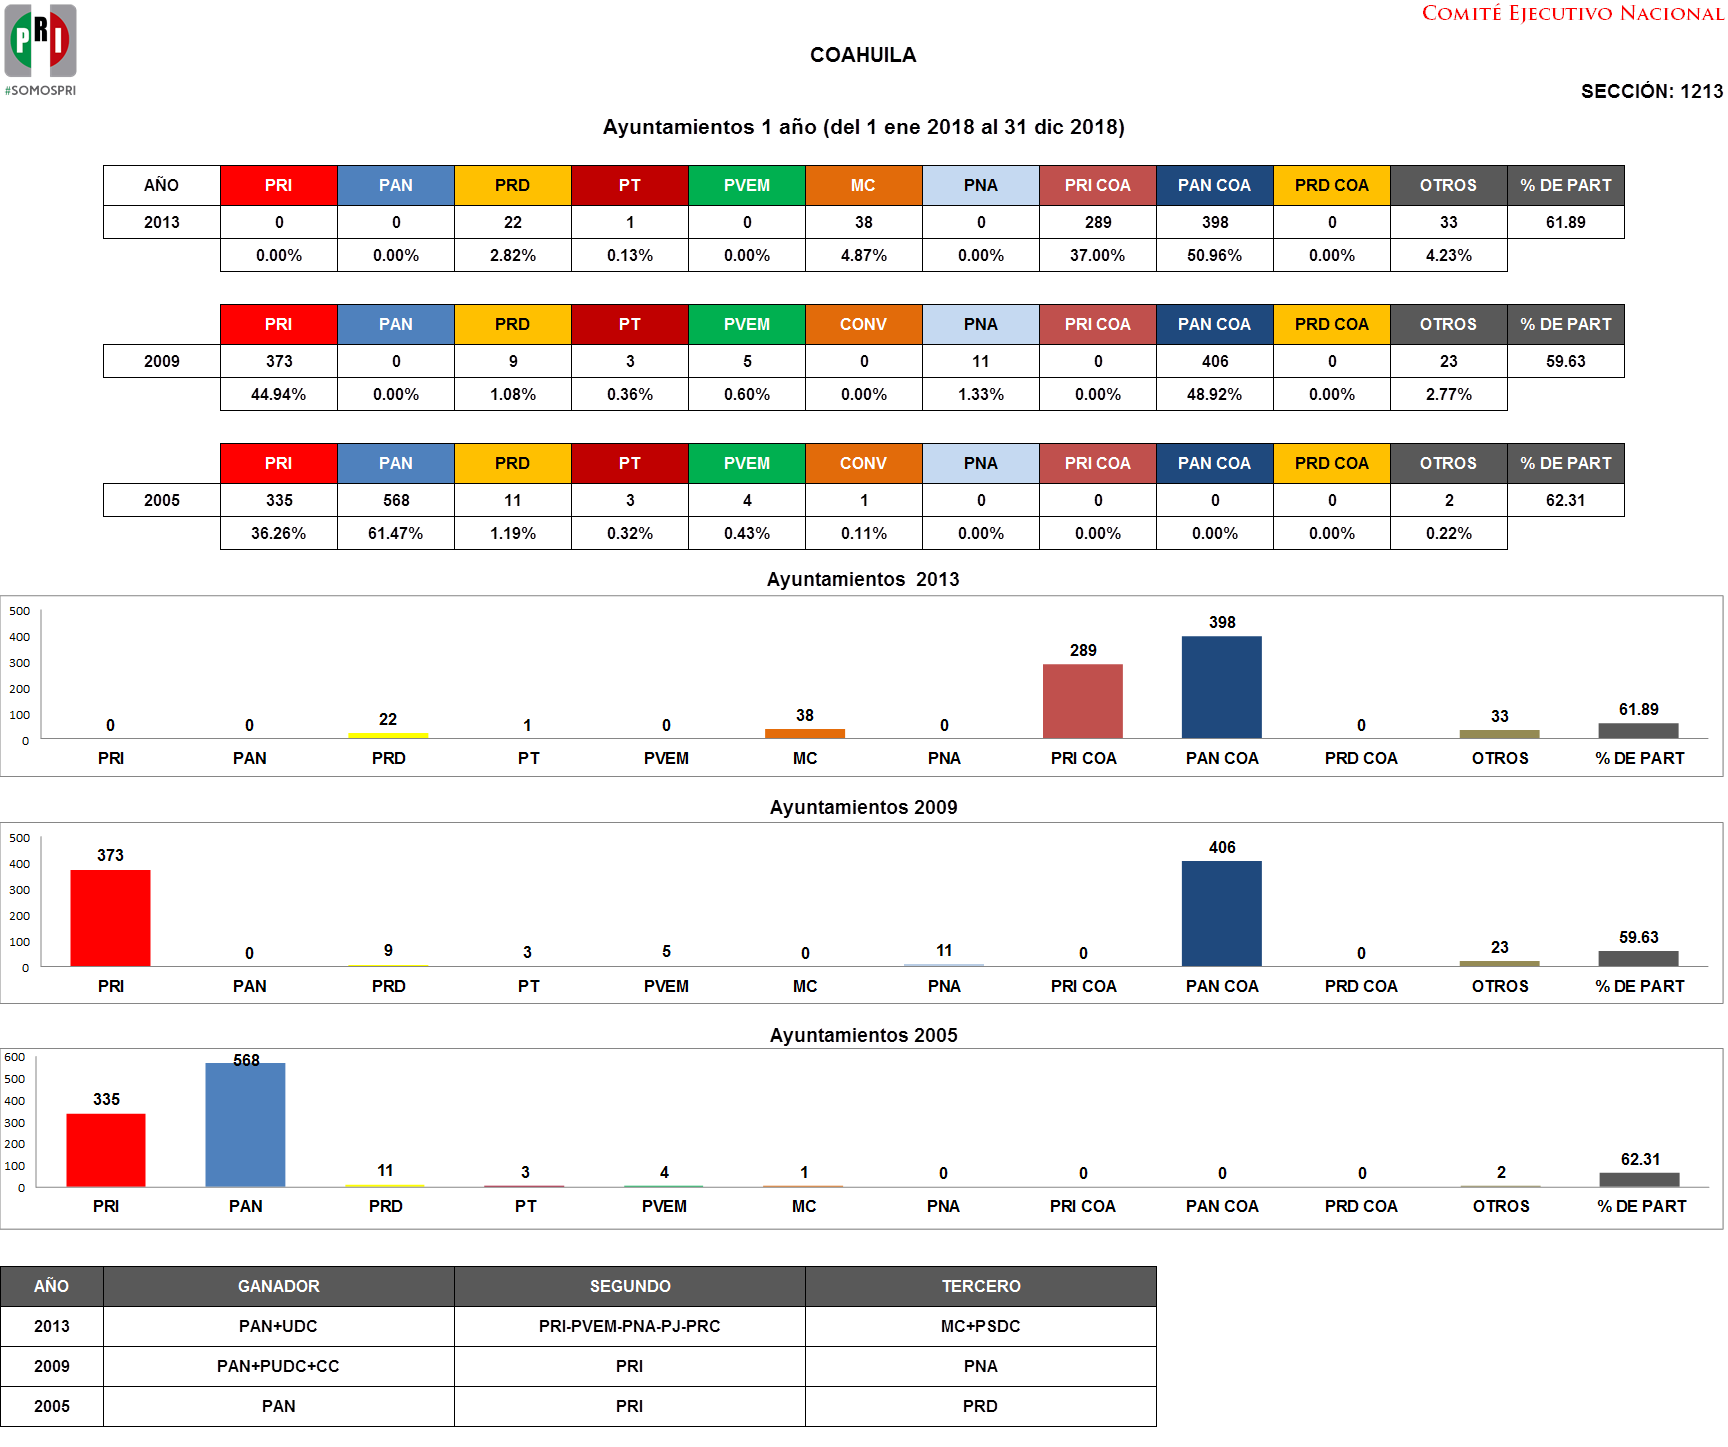 COMITÉ EJECUTIVO NACIONAL
PRI
#SOMOSPRI
COAHUILA
SECCIÓN: 1213
Ayuntamientos 1 año (del 1 ene 2018 al 31 dic 2018)
AÑO PRI PAN PRD PT PVEM MC PNA PRI COA PAN COA PRD COA OTROS % DE PART
2013 0 0 22 1 0 38 0 289 398 0 33 61.89
0.00% 0.00% 2.82% 0.13% 0.00% 4.87% 0.00% 37.00% 50.96% 0.00% 4.23%
PRI PAN PRD PT PVEM CONV PNA PRI COA PAN COA PRD COA OTROS % DE PART
2009 373 0 9 3 5 0 11 0 406 0 23 59.63
44.94% 0.00% 1.08% 0.36% 0.60% 0.00% 1.33% 0.00% 48.92% 0.00% 2.77%
PRI PAN PRD PT PVEM CONV PNA PRI COA PAN COA PRD COA OTROS % DE PART
2005 335 568 11 3 4 1 0 0 0 0 2 62.31
36.26% 61.47% 1.19% 0.32% 0.43% 0.11% 0.00% 0.00% 0.00% 0.00% 0.22%
Ayuntamientos 2013
500
400
300
200
100
0
0 0 22 1 0 38 0 289 398 0 33 61.89
PRI PAN PRD PT PVEM MC PNA PRI COA PAN COA PRD COA OTROS % DE PART
Ayuntamientos 2009
500
400
300
200
100
0
373 0 9 3 5 0 11 0 406 0 23 59.63
PRI PAN PRD PT PVEM MC PNA PRI COA PAN COA PRD COA OTROS % DE PART
Ayuntamientos 2005
600
500
400
300
200
100
0
335 568 11 3 4 1 0 0 0 0 2 62.31
PRI PAN PRD PT PVEM MC PNA PRI COA PAN COA PRD COA OTROS % DE PART
AÑO GANADOR SEGUNDO TERCERO
2013 PAN+UDC PRI-PVEM-PNA-PJ-PRC MC+PSDC
2009 PAN+PUDC+CC PRI PNA
2005 PAN PRI PRD